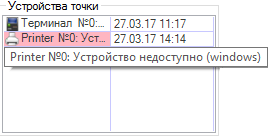 Устройства точки
Терминал №0:... 27.03.17 11:17
Printer №0: Уст... 27.03.17 14:14
Printer №0: Устройство недоступно (windows)